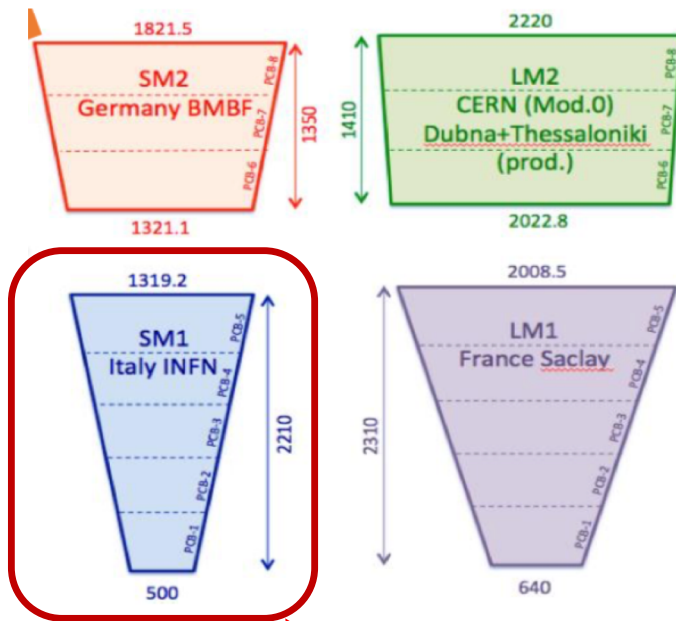 1821.5
SM2
Germany BMBF
PCB-8
PCB-7
PCB-6
1350
1321.1
2220
LM2
CERN (Mod.0)
Dubna+Thessaloniki
(prod.)
PCB-8
PCB-7
PCB-6
1410
2022.8
1319.2
SM1
Italy INFN
PCB-5
PCB-4
PCB-3
PCB-2
PCB-1
2210
500
2008.5
LM1
France Saclay
PCB-5
PCB-4
PCB-3
PCB-2
PCB-1
2310
640